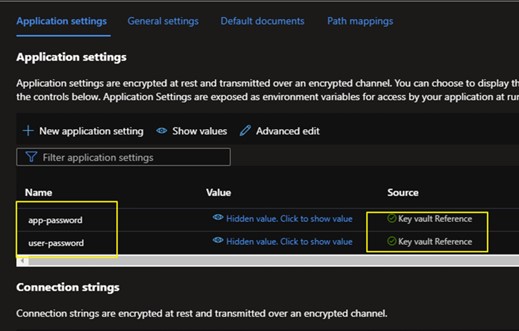 Application settings General settings Default documents Path mappings
Application settings
Application settings are encrypted at rest and transmitted over an encrypted channel. You can choose to display th
the controls below. Application Settings are exposed as environment variables for access by your application at run
New application setting Show values Advanced edit
Filter application settings
Name Value Source
app-password Hidden value. Click to show value Key vault Reference
user-password Hidden value. Click to show value Key vault Reference
Connection strings
Connection strings are encrypted at rest and transmitted over an encrypted channel.